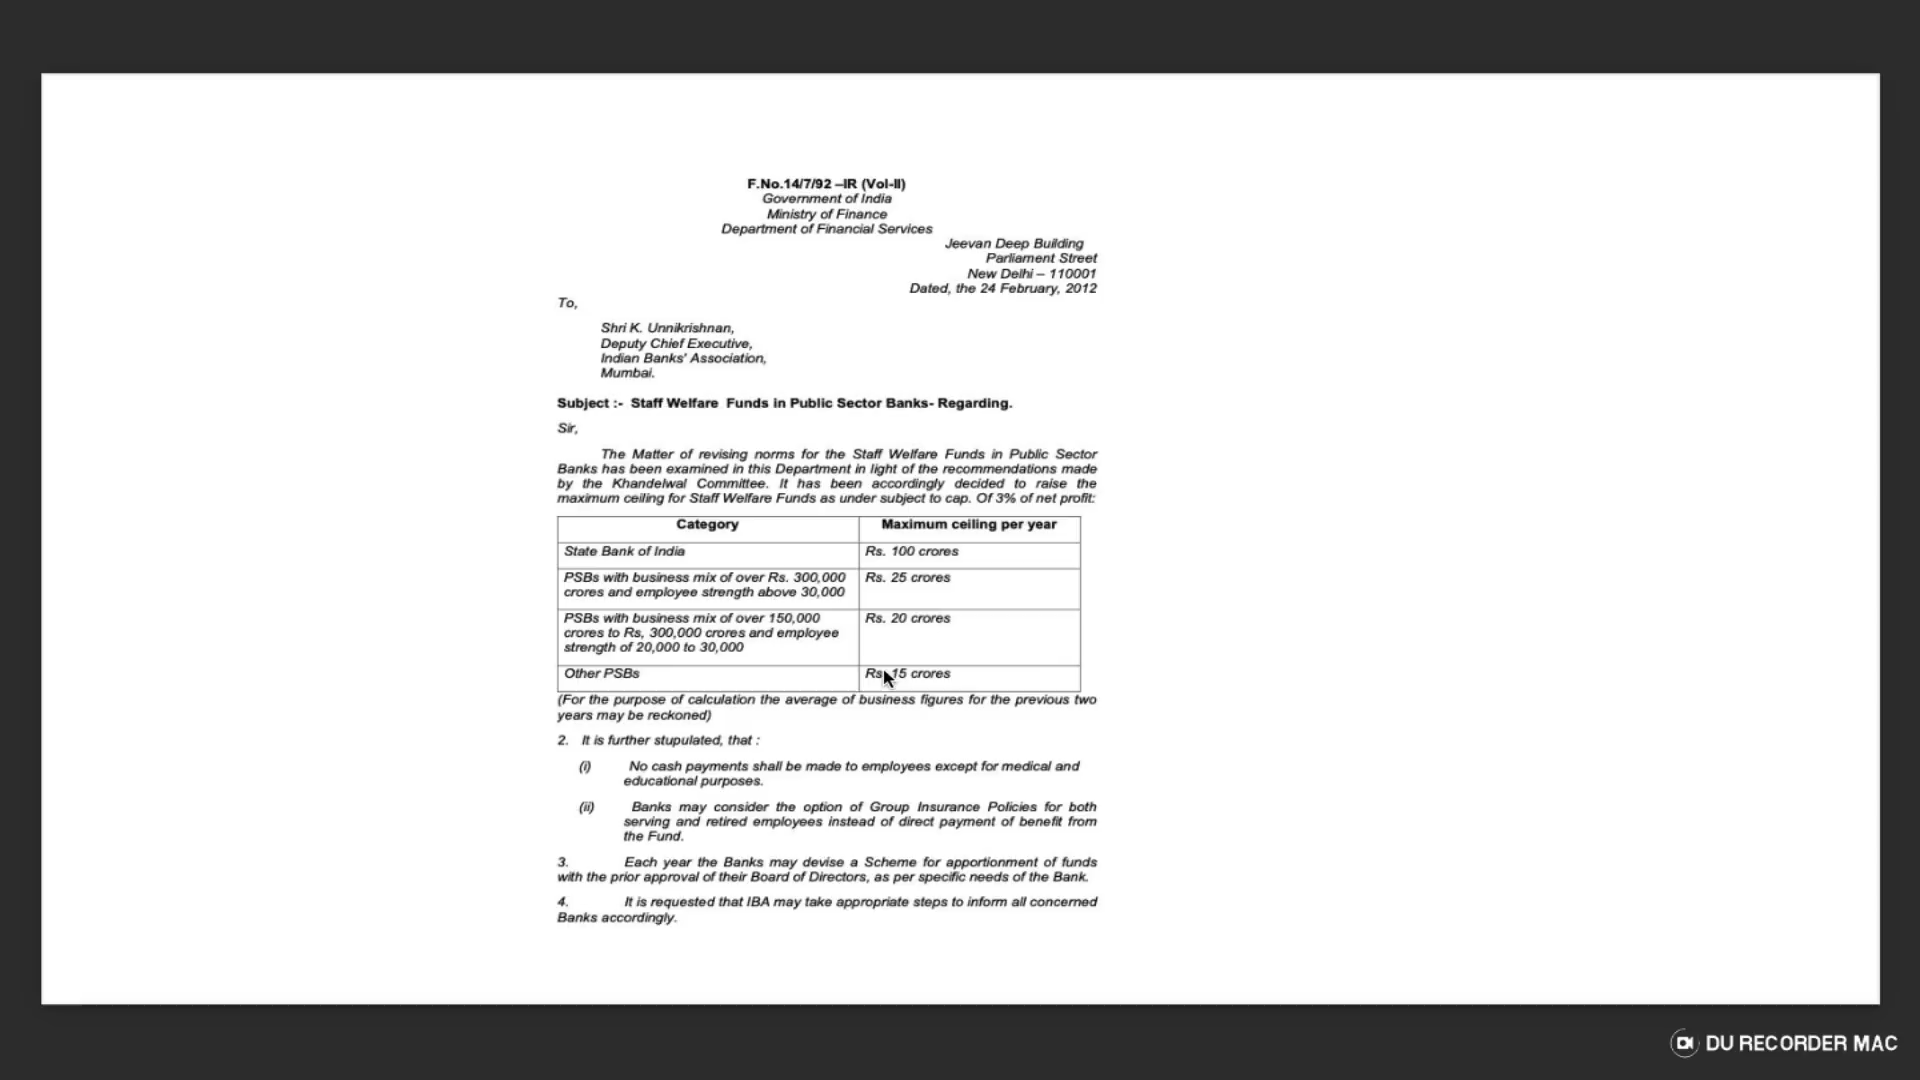 F.No.14/7/92 –IR (Vol-II)
Government of India
Ministry of Finance
Department of Financial Services
Jeevan Deep Building
Parliament Street
New Delhi – 110001
Dated, the 24 February, 2012
To,
Shri K. Unnikrishnan,
Deputy Chief Executive,
Indian Banks' Association,
Mumbai.
Subject :- Staff Welfare Funds in Public Sector Banks- Regarding.
Sir,
The Matter of revising norms for the Staff Welfare Funds in Public Sector
Banks has been examined in this Department in light of the recommendations made
by the Khandelwal Committee. It has been accordingly decided to raise the
maximum ceiling for Staff Welfare Funds as under subject to cap. Of 3% of net profit:
Category Maximum ceiling per year
State Bank of India Rs. 100 crores
PSBs with business mix of over Rs. 300,000 Rs. 25 crores
crores and employee strength above 30,000
PSBs with business mix of over 150,000 Rs. 20 crores
crores to Rs, 300,000 crores and employee
strength of 20,000 to 30,000
Other PSBs Rs. 15 crores
(For the purpose of calculation the average of business figures for the previous two
years may be reckoned)
2. It is further stupulated, that :
(i) No cash payments shall be made to employees except for medical and
educational purposes.
(ii) Banks may consider the option of Group Insurance Policies for both
serving and retired employees instead of direct payment of benefit from
the Fund.
3. Each year the Banks may devise a Scheme for apportionment of funds
with the prior approval of their Board of Directors, as per specific needs of the Bank.
4. It is requested that IBA may take appropriate steps to inform all concerned
Banks accordingly.
DU RECORDER MAC